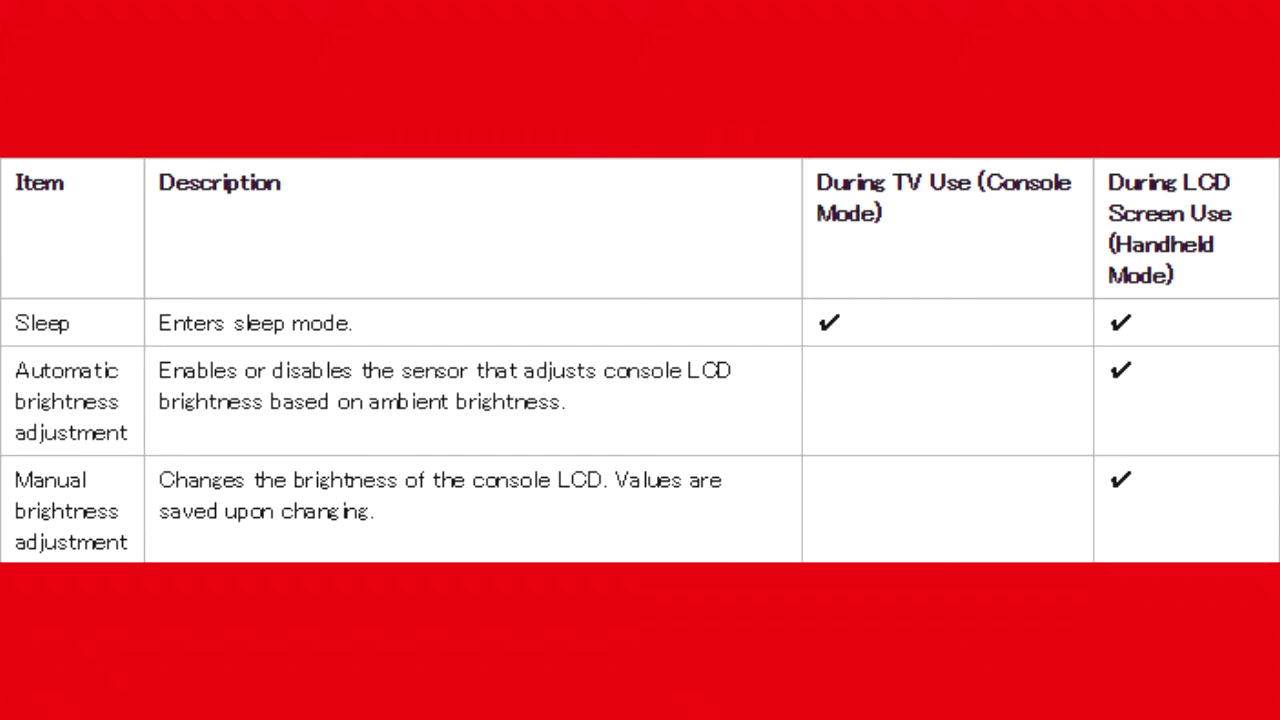 Item
Description
During TV Use (Console
Mode)
During LCD
Screen Use
(Handheld
Mode)
Sleep
Enters sleep mode.
✔
✔
Automatic
brightness
adjustment
Enables or disables the sensor that adjusts console LCD
brightness based on ambient brightness.
✔
Manual
brightness
adjustment
Changes the brightness of the console LCD. Values are
saved upon changing.
✔